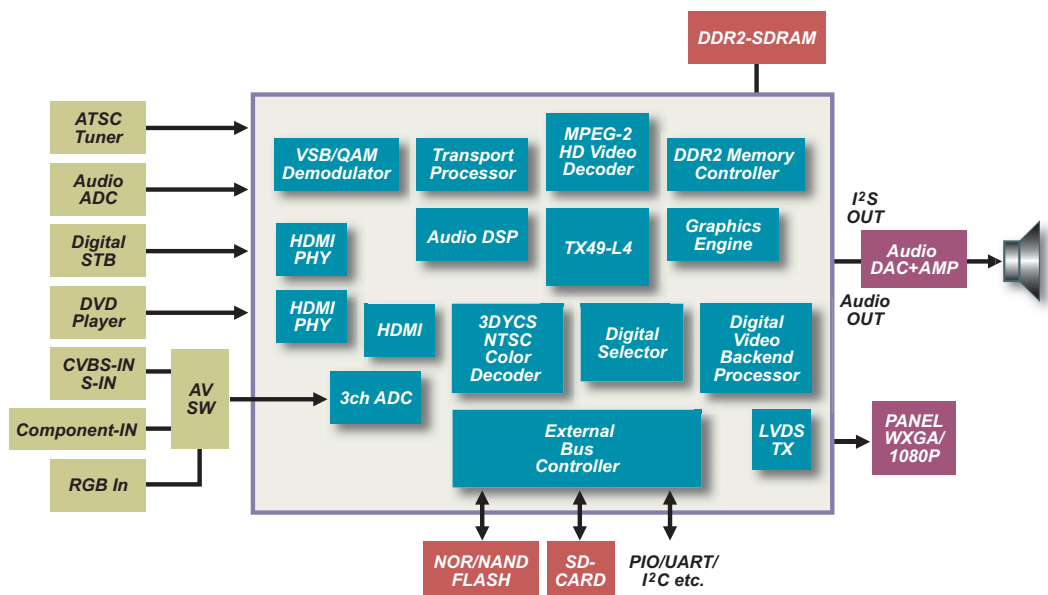 DDR2-SDRAM
ATSC
Tuner
Audio
ADC
Digital
STB
DVD
Player
CVBS-IN
S-IN
Component-IN
RGB In
AV
SW
VSB/QAM
Demodulator
Transport
Processor
MPEG-2
HD Video
Decoder
DDR2 Memory
Controller
HDMI
PHY
Audio DSP
TX49-L4
Graphics
Engine
HDMI
PHY
HDMI
3DYCS
NTSC
Color
Decoder
Digital
Selector
Digital
Video
Backend
Processor
3ch ADC
External
Bus
Controller
LVDS
TX
I²S
OUT
Audio
DAC+AMP
Audio
OUT
PANEL
WXGA/
1080P
NOR/NAND
FLASH
SD-
CARD
PIO/UART/
I²C etc.